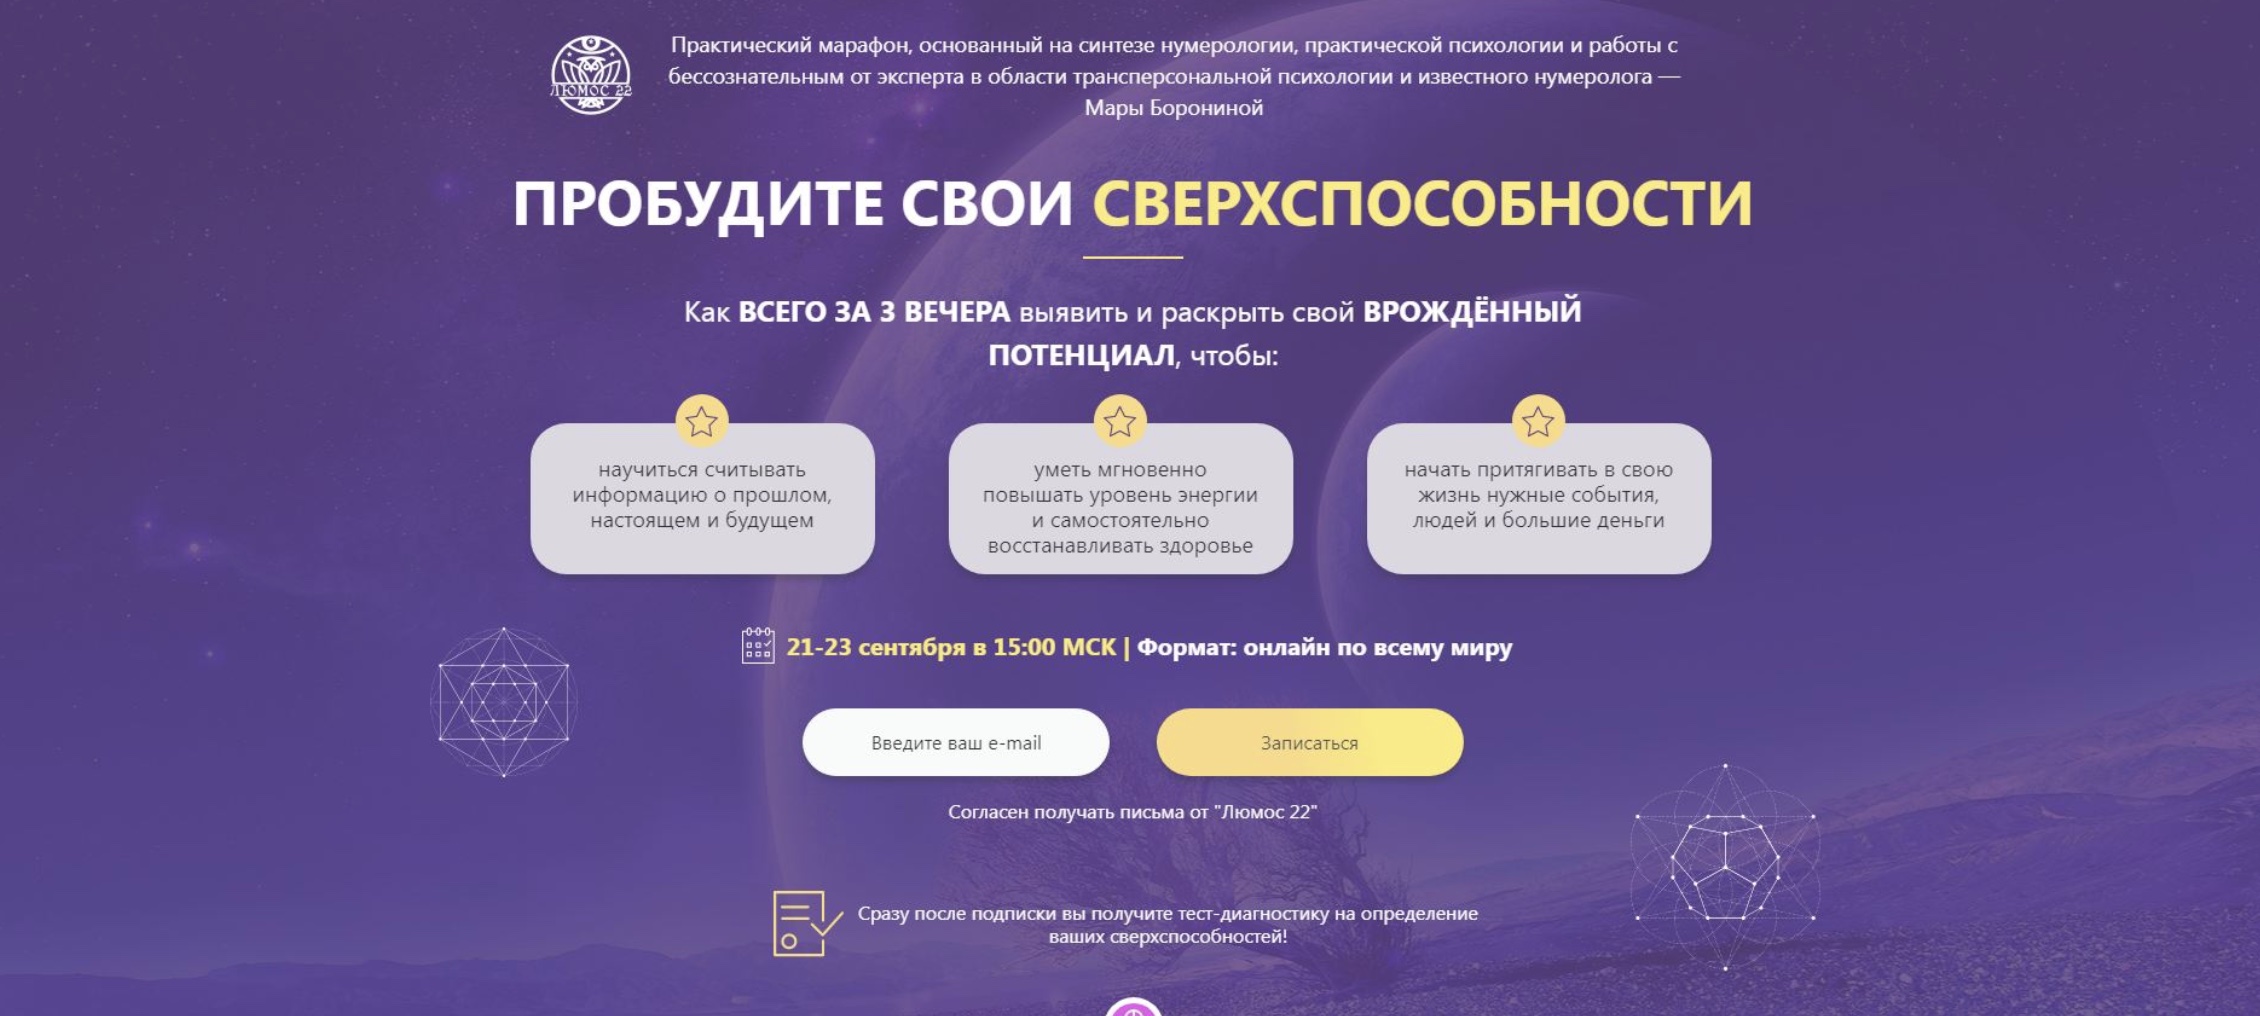 ЛЮМОС 22
Практический марафон, основанный на синтезе нумерологии, практической психологии и работы с
бессознательным от эксперта в области трансперсональной психологии и известного нумеролога —
Мары Борониной
ПРОБУДИТЕ СВОИ СВЕРХСПОСОБНОСТИ
Как ВСЕГО ЗА 3 ВЕЧЕРА выявить и раскрыть свой ВРОЖДЁННЫЙ
ПОТЕНЦИАЛ, чтобы:
научиться считывать
информацию о прошлом,
настоящем и будущем
уметь мгновенно
повышать уровень энергии
и самостоятельно
восстанавливать здоровье
начать притягивать в свою
жизнь нужные события,
людей и большие деньги
21-23 сентября в 15:00 МСК | Формат: онлайн по всему миру
Введите ваш e-mail
Записаться
Согласен получать письма от "Люмос 22"
Сразу после подписки вы получите тест-диагностику на определение
ваших сверхспособностей!